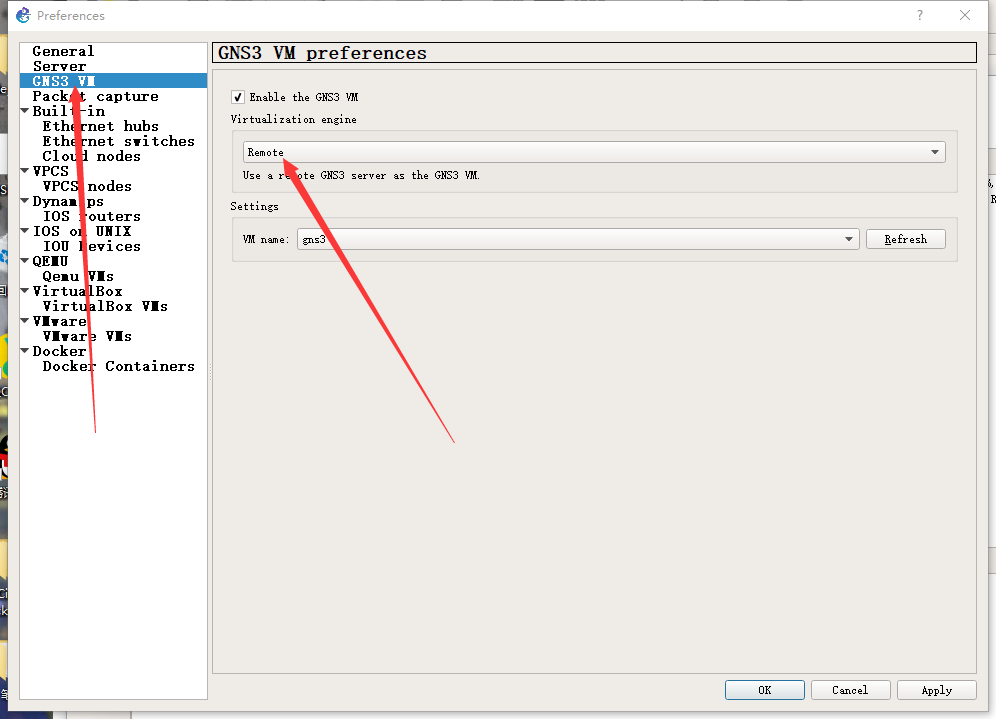 Preferences
General
Server
GNS3 VM
Packet capture
Built-in
Ethernet hubs
Ethernet switches
Cloud nodes
VPCS
VPCS nodes
Dynamips
IOS routers
IOS on UNIX
IOU Devices
QEMU
Qemu VMs
VirtualBox
VirtualBox VMs
VMware
VMware VMs
Docker
Docker Containers
GNS3 VM preferences
Enable the GNS3 VM
Virtualization engine
Remote
Use a remote GNS3 server as the GNS3 VM.
Settings
VM name: gns3 Refresh
OK Cancel Apply